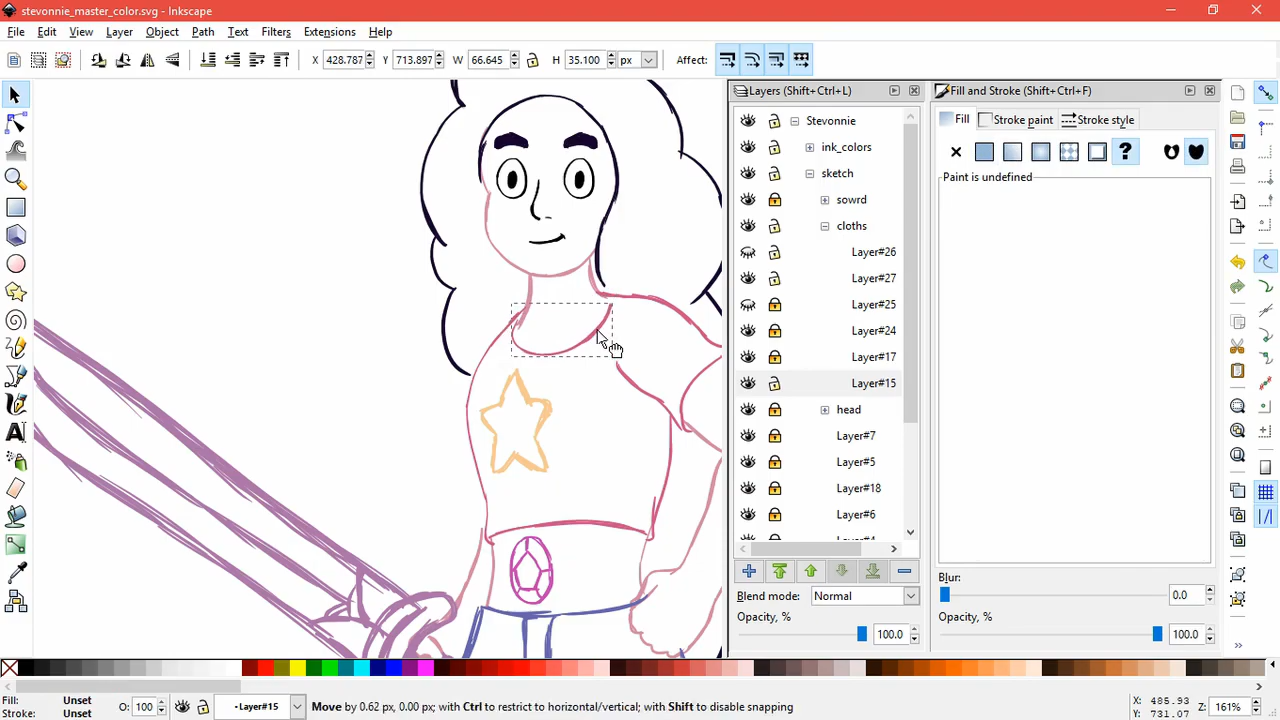 stevonnie_master_color.svg - Inkscape
File Edit View Layer Object Path Text Filters Extensions Help
X 428.787 Y 713.897 W 66.645 H 35.100 px Affect:
Layers (Shift+Ctrl+L)
Fill and Stroke (Shift+Ctrl+F)
Stevonnie
ink_colors
sketch
sowrd
cloths
Layer#26
Layer#27
Layer#25
Layer#24
Layer#17
Layer#15
head
Layer#7
Layer#5
Layer#18
Layer#6
Layer#4
Blend mode: Normal
Opacity, %
100.0
Fill Stroke paint Stroke style
?
Paint is undefined
Blur:
0.0
Opacity, %
100.0
Fill: Unset
Stroke: Unset
O: 100
•Layer#15
Move by 0.62 px, 0.00 px; with Ctrl to restrict to horizontal/vertical; with Shift to disable snapping
X: 485.93
Y: 731.07
Z: 161%